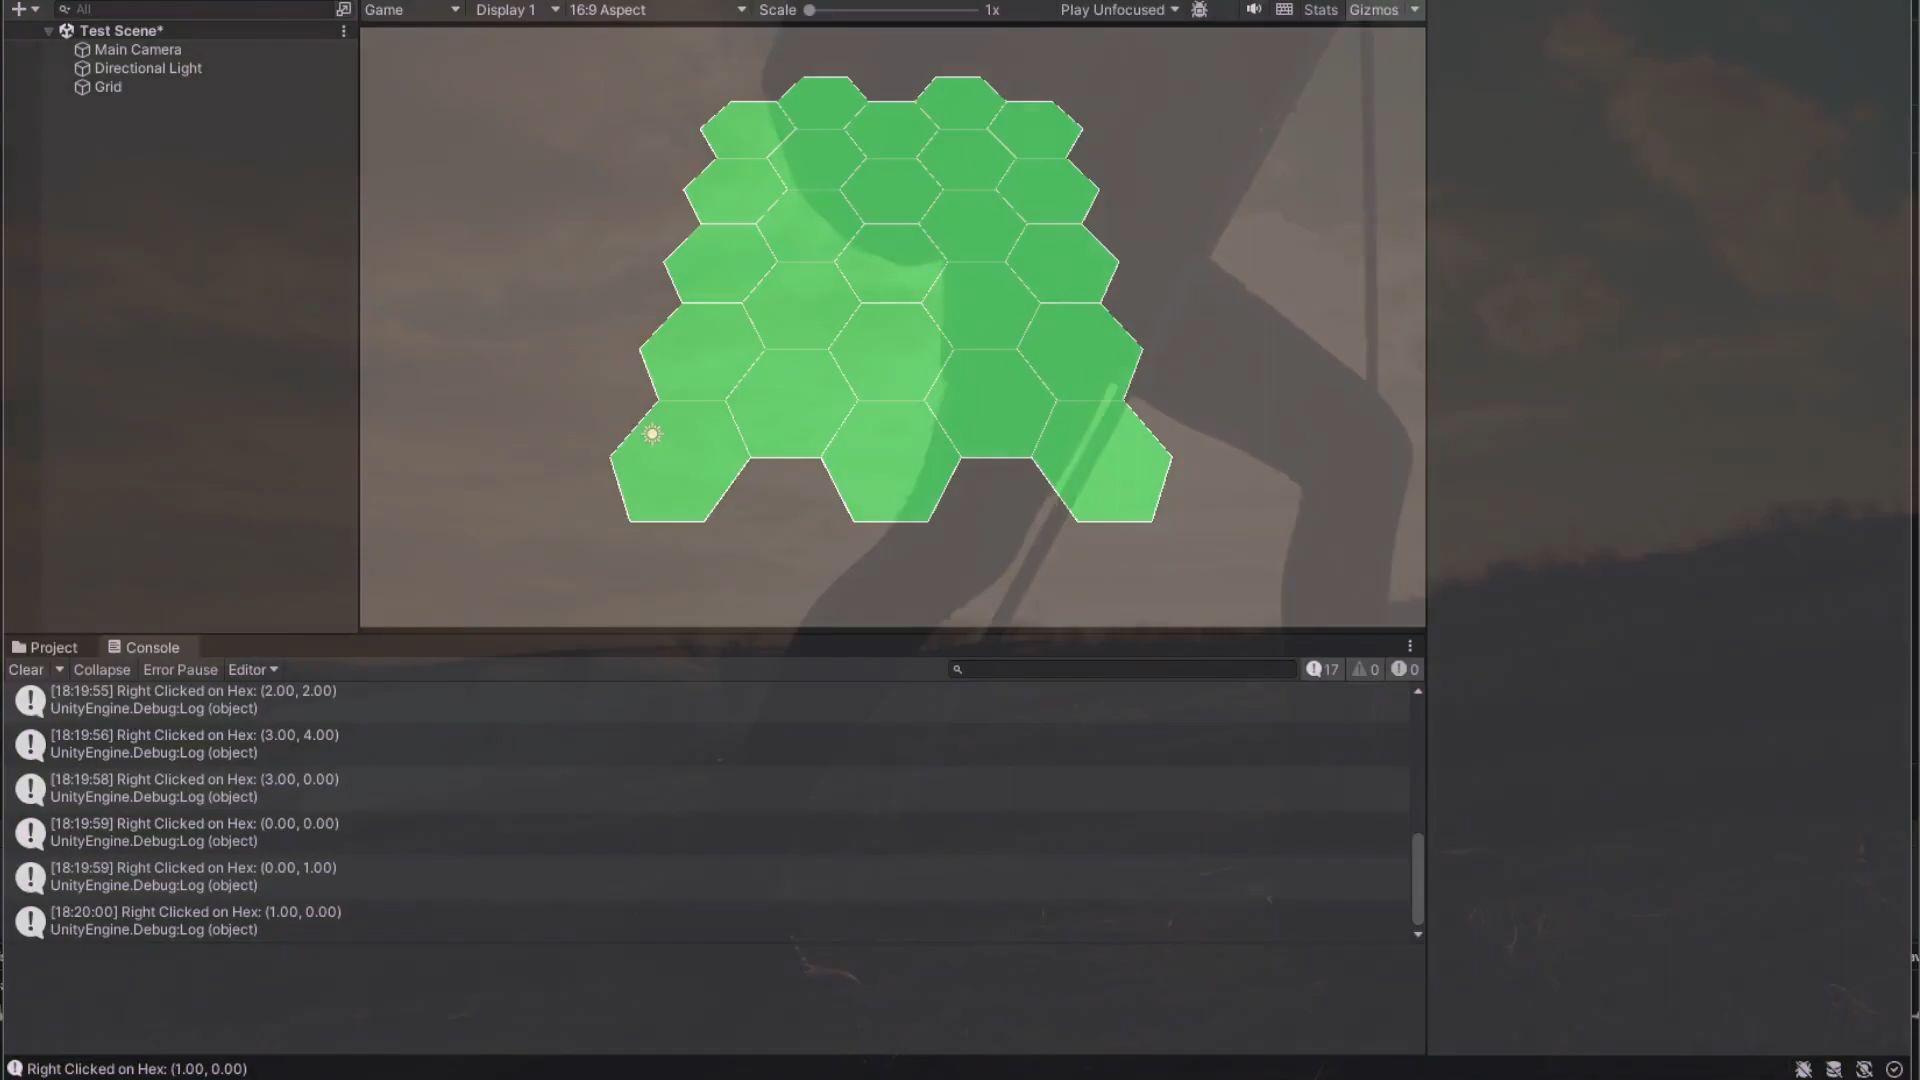 All
Game
Display 1
16:9 Aspect
Scale
1x
Play Unfocused
Stats
Gizmos
Test Scene*
Main Camera
Directional Light
Grid
Project
Console
Clear
Collapse
Error Pause
Editor
17
0
0
[18:19:55] Right Clicked on Hex: (2.00, 2.00)
UnityEngine.Debug:Log (object)
[18:19:56] Right Clicked on Hex: (3.00, 4.00)
UnityEngine.Debug:Log (object)
[18:19:58] Right Clicked on Hex: (3.00, 0.00)
UnityEngine.Debug:Log (object)
[18:19:59] Right Clicked on Hex: (0.00, 0.00)
UnityEngine.Debug:Log (object)
[18:19:59] Right Clicked on Hex: (0.00, 1.00)
UnityEngine.Debug:Log (object)
[18:20:00] Right Clicked on Hex: (1.00, 0.00)
UnityEngine.Debug:Log (object)
Right Clicked on Hex: (1.00, 0.00)